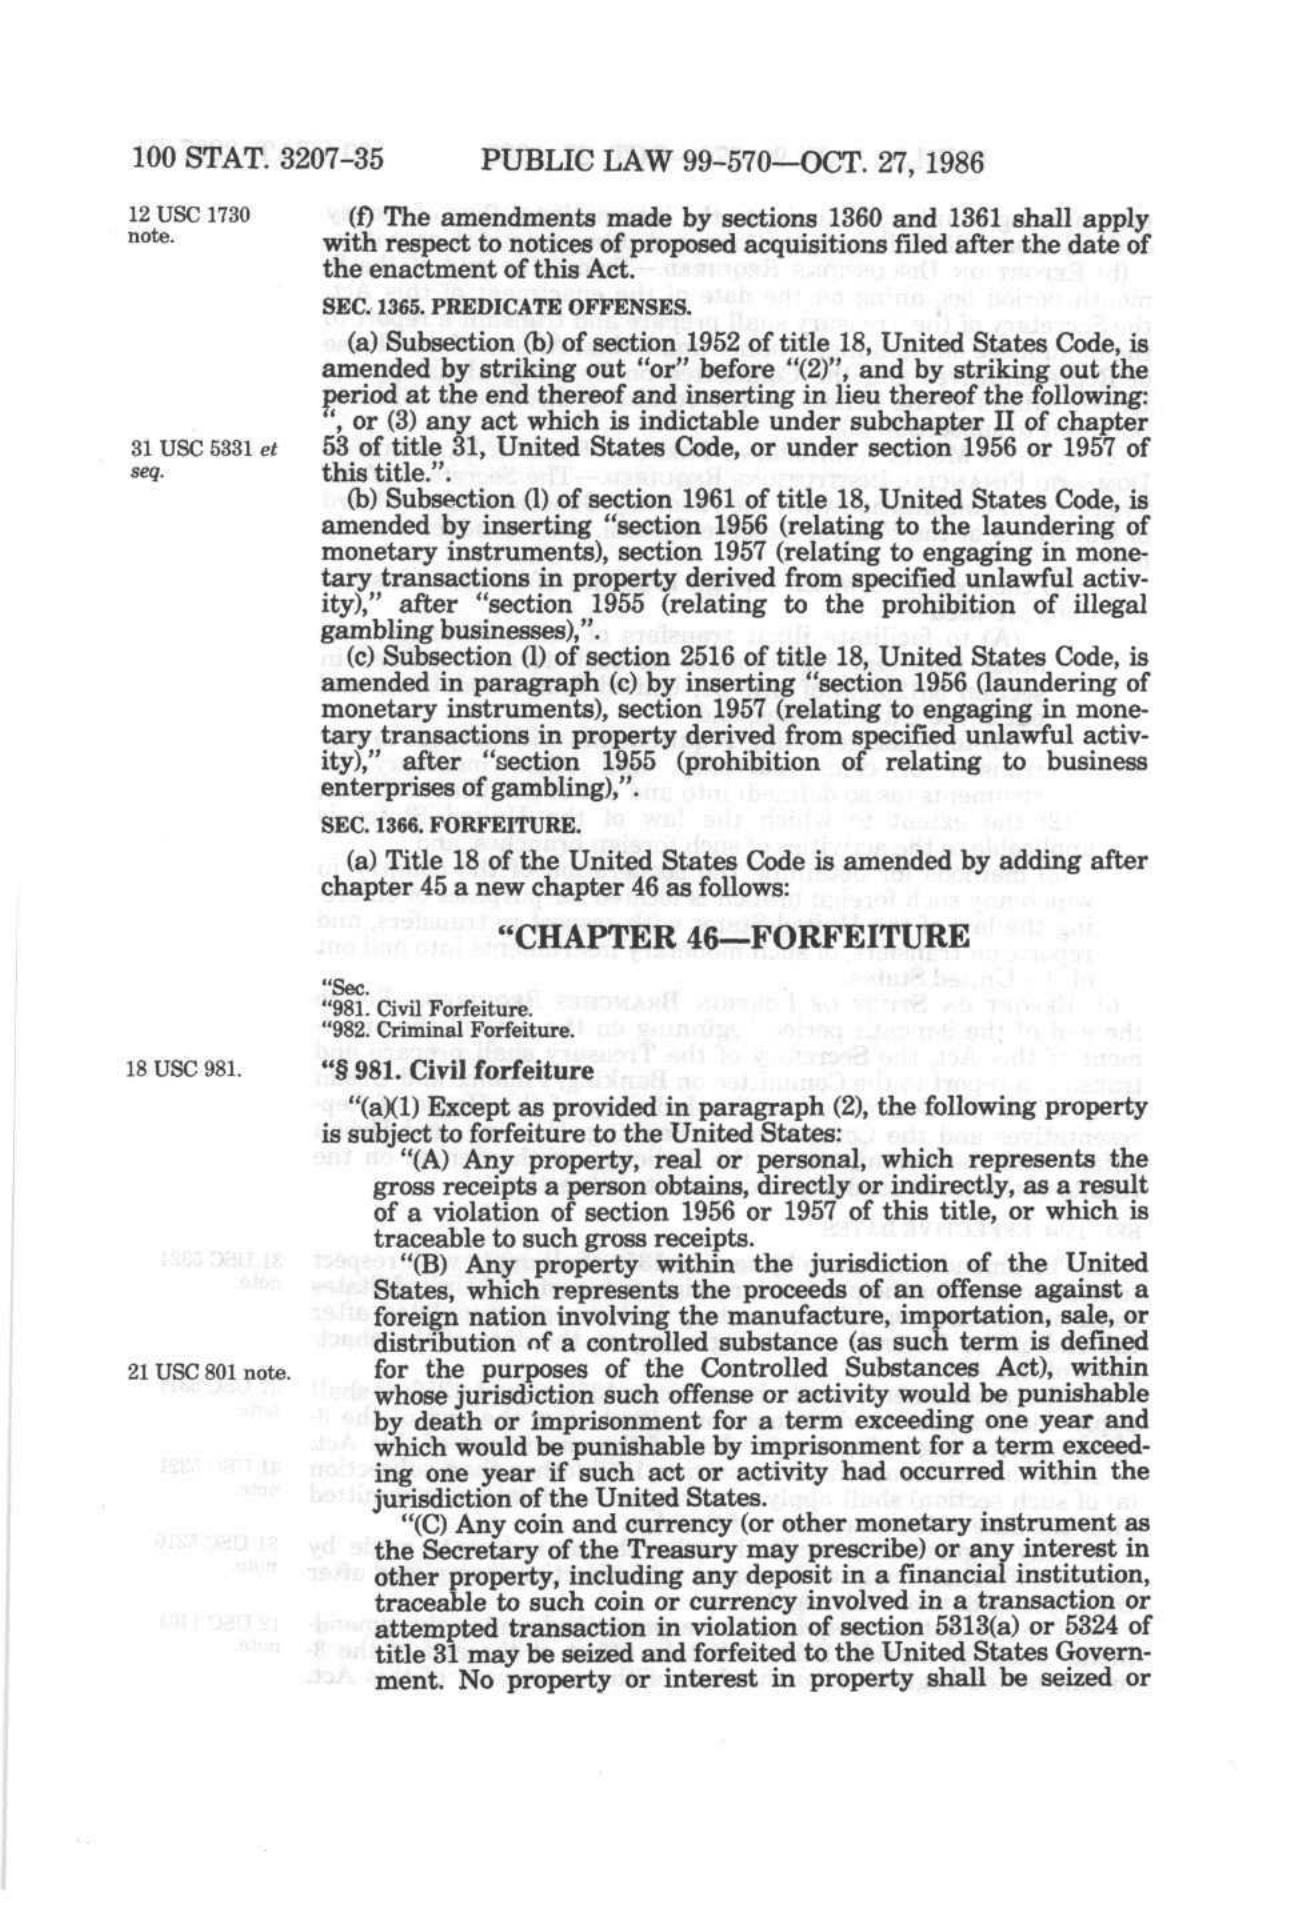 100 STAT. 3207-35 PUBLIC LAW 99-570—OCT. 27, 1986
12 USC 1730
note.
(f) The amendments made by sections 1360 and 1361 shall apply
with respect to notices of proposed acquisitions filed after the date of
the enactment of this Act.
SEC. 1365. PREDICATE OFFENSES.
(a) Subsection (b) of section 1952 of title 18, United States Code, is
amended by striking out "or" before "(2)", and by striking out the
period at the end thereof and inserting in lieu thereof the following:
", or (3) any act which is indictable under subchapter II of chapter
31 USC 5331 et
seq.
53 of title 31, United States Code, or under section 1956 or 1957 of
this title.".
(b) Subsection (l) of section 1961 of title 18, United States Code, is
amended by inserting "section 1956 (relating to the laundering of
monetary instruments), section 1957 (relating to engaging in mone-
tary transactions in property derived from specified unlawful activ-
ity)," after "section 1955 (relating to the prohibition of illegal
gambling businesses),".
(c) Subsection (l) of section 2516 of title 18, United States Code, is
amended in paragraph (c) by inserting "section 1956 (laundering of
monetary instruments), section 1957 (relating to engaging in mone-
tary transactions in property derived from specified unlawful activ-
ity)," after "section 1955 (prohibition of relating to business
enterprises of gambling),".
SEC. 1366. FORFEITURE.
(a) Title 18 of the United States Code is amended by adding after
chapter 45 a new chapter 46 as follows:
"CHAPTER 46—FORFEITURE
"Sec.
"981. Civil Forfeiture.
"982. Criminal Forfeiture.
18 USC 981.
"§ 981. Civil forfeiture
"(a)(1) Except as provided in paragraph (2), the following property
is subject to forfeiture to the United States:
"(A) Any property, real or personal, which represents the
gross receipts a person obtains, directly or indirectly, as a result
of a violation of section 1956 or 1957 of this title, or which is
traceable to such gross receipts.
"(B) Any property within the jurisdiction of the United
States, which represents the proceeds of an offense against a
foreign nation involving the manufacture, importation, sale, or
distribution of a controlled substance (as such term is defined
21 USC 801 note.
for the purposes of the Controlled Substances Act), within
whose jurisdiction such offense or activity would be punishable
by death or imprisonment for a term exceeding one year and
which would be punishable by imprisonment for a term exceed-
ing one year if such act or activity had occurred within the
jurisdiction of the United States.
"(C) Any coin and currency (or other monetary instrument as
the Secretary of the Treasury may prescribe) or any interest in
other property, including any deposit in a financial institution,
traceable to such coin or currency involved in a transaction or
attempted transaction in violation of section 5313(a) or 5324 of
title 31 may be seized and forfeited to the United States Govern-
ment. No property or interest in property shall be seized or